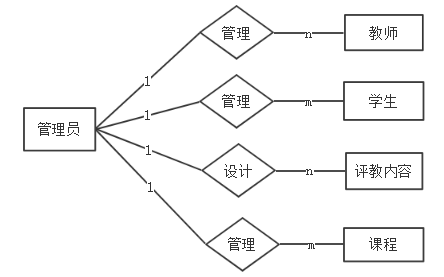 管理 n 教师
1
管理 m 学生
1
管理员
1
设计 n 评教内容
1
管理 m 课程